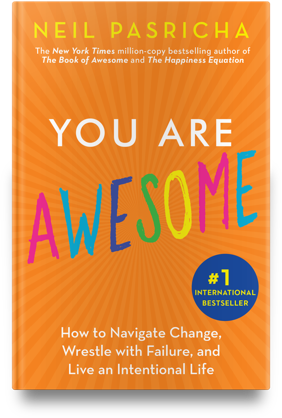 NEIL PASRICHA
The New York Times million-copy bestselling author of
The Book of Awesome and The Happiness Equation
YOU ARE
AWESOME
#1
INTERNATIONAL
BESTSELLER
How to Navigate Change,
Wrestle with Failure, and
Live an Intentional Life